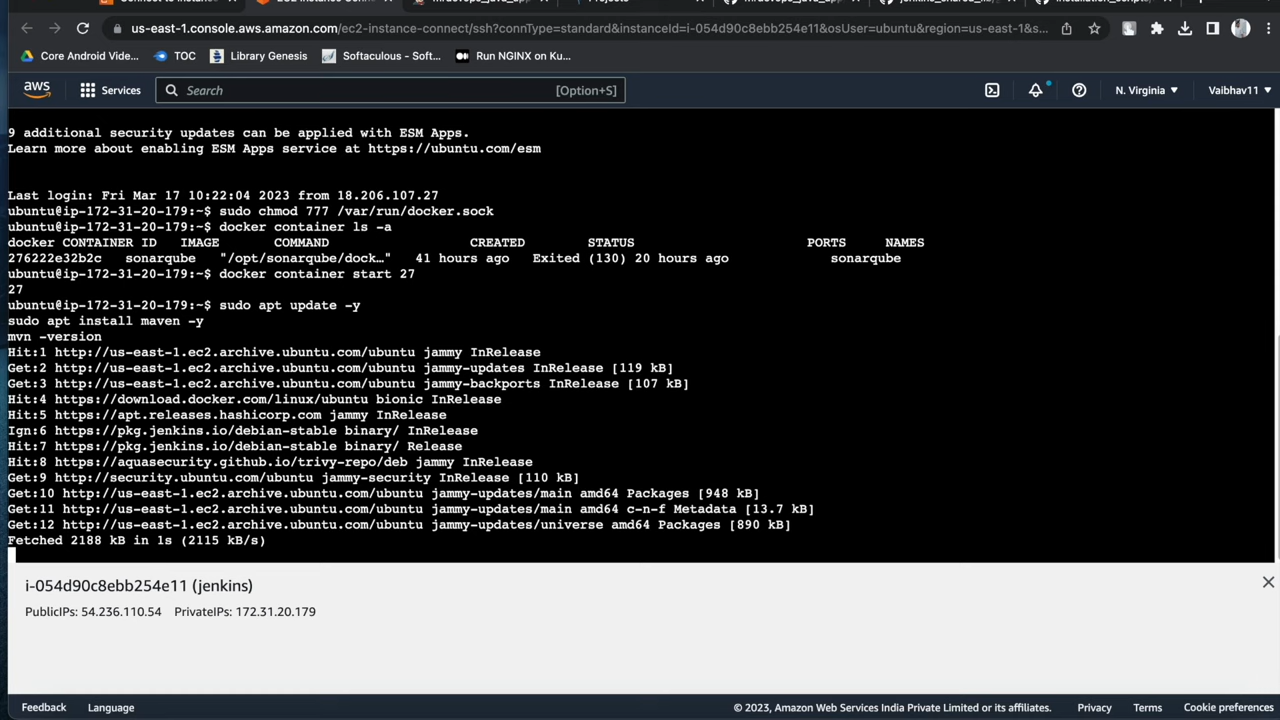 us-east-1.console.aws.amazon.com/ec2-instance-connect/ssh?connType=standard&instanceId=i-054d90c8ebb254e11&osUser=ubuntu&region=us-east-1&s...
Core Android Vide... TOC Library Genesis Softaculous - Soft... Run NGINX on Ku...
aws Services Search [Option+S] N. Virginia Vaibhav11
9 additional security updates can be applied with ESM Apps.
Learn more about enabling ESM Apps service at https://ubuntu.com/esm
Last login: Fri Mar 17 10:22:04 2023 from 18.206.107.27
ubuntu@ip-172-31-20-179:~$ sudo chmod 777 /var/run/docker.sock
ubuntu@ip-172-31-20-179:~$ docker container ls -a
docker CONTAINER ID IMAGE COMMAND CREATED STATUS PORTS NAMES
276222e32b2c sonarqube "/opt/sonarqube/dock…" 41 hours ago Exited (130) 20 hours ago sonarqube
ubuntu@ip-172-31-20-179:~$ docker container start 27
27
ubuntu@ip-172-31-20-179:~$ sudo apt update -y
sudo apt install maven -y
mvn -version
Hit:1 http://us-east-1.ec2.archive.ubuntu.com/ubuntu jammy InRelease
Get:2 http://us-east-1.ec2.archive.ubuntu.com/ubuntu jammy-updates InRelease [119 kB]
Get:3 http://us-east-1.ec2.archive.ubuntu.com/ubuntu jammy-backports InRelease [107 kB]
Hit:4 https://download.docker.com/linux/ubuntu bionic InRelease
Hit:5 https://apt.releases.hashicorp.com jammy InRelease
Ign:6 https://pkg.jenkins.io/debian-stable binary/ InRelease
Hit:7 https://pkg.jenkins.io/debian-stable binary/ Release
Hit:8 https://aquasecurity.github.io/trivy-repo/deb jammy InRelease
Get:9 http://security.ubuntu.com/ubuntu jammy-security InRelease [110 kB]
Get:10 http://us-east-1.ec2.archive.ubuntu.com/ubuntu jammy-updates/main amd64 Packages [948 kB]
Get:11 http://us-east-1.ec2.archive.ubuntu.com/ubuntu jammy-updates/main amd64 c-n-f Metadata [13.7 kB]
Get:12 http://us-east-1.ec2.archive.ubuntu.com/ubuntu jammy-updates/universe amd64 Packages [890 kB]
Fetched 2188 kB in 1s (2115 kB/s)
i-054d90c8ebb254e11 (jenkins)
PublicIPs: 54.236.110.54 PrivateIPs: 172.31.20.179
Feedback Language © 2023, Amazon Web Services India Private Limited or its affiliates. Privacy Terms Cookie preferences